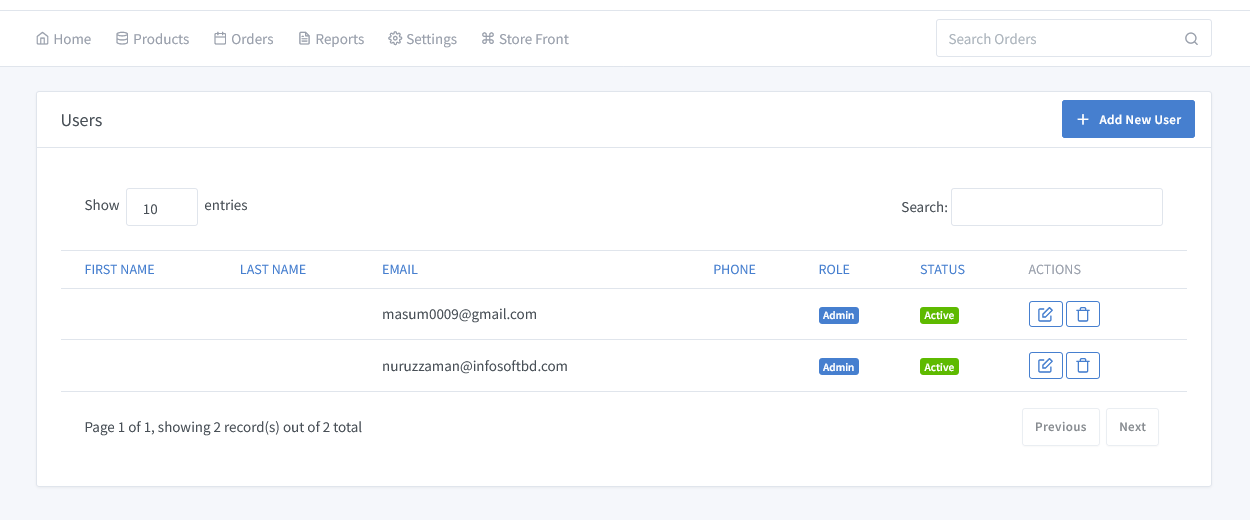 Home Products Orders Reports Settings Store Front Search Orders
Users Add New User
Show 10 entries Search:
FIRST NAME LAST NAME EMAIL PHONE ROLE STATUS ACTIONS
masum0009@gmail.com Admin Active
nuruzzaman@infosoftbd.com Admin Active
Page 1 of 1, showing 2 record(s) out of 2 total Previous Next